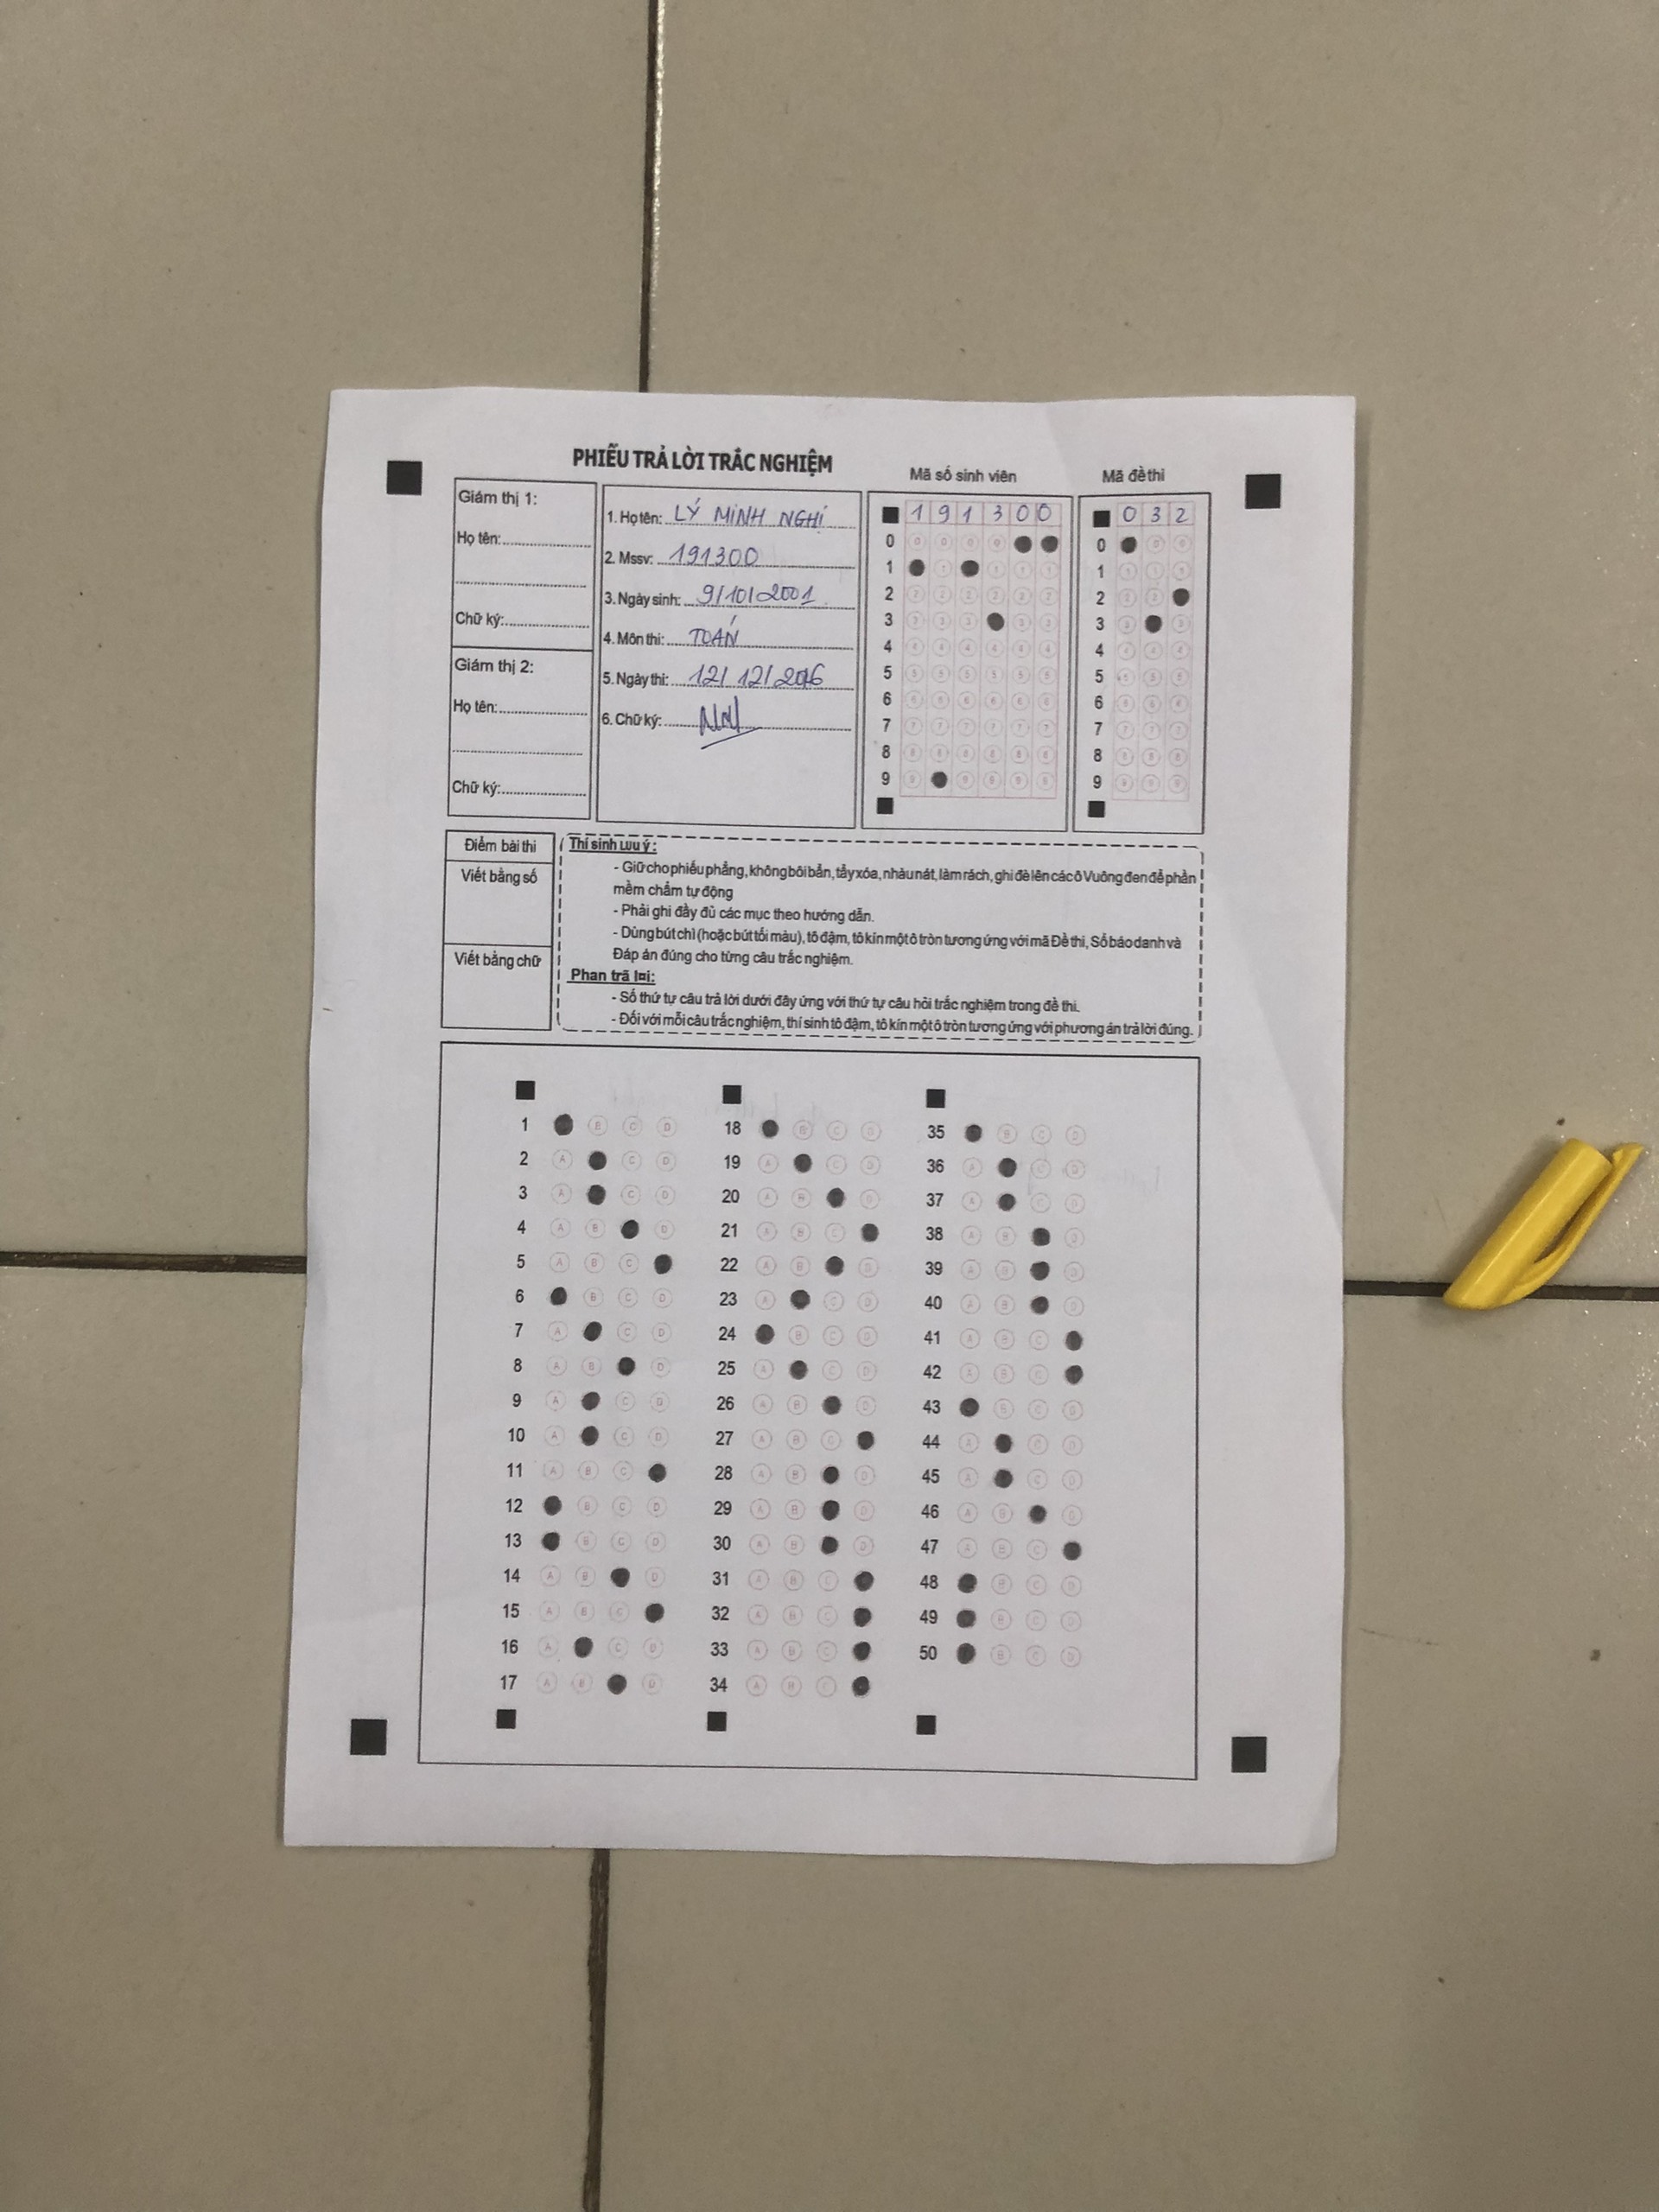 PHIẾU TRẢ LỜI TRẮC NGHIỆM
Giám thị 1:
Họ tên:
Chữ ký:
Giám thị 2:
Họ tên:
Chữ ký:
1. Họ tên: LÝ MINH NGHI
2. Mssv: 191300
3. Ngày sinh: 9/10/2001
4. Môn thi: TOÁN
5. Ngày thi: 12/12/2016
6. Chữ ký:
Mã số sinh viên
1 9 1 3 0 0
0
1
2
3
4
5
6
7
8
9
Mã đề thi
0 3 2
0
1
2
3
4
5
6
7
8
9
Điểm bài thi
Viết bằng số
Viết bằng chữ
Thí sinh Lưu ý:
- Giữ cho phiếu phẳng, không bôi bẩn, tẩy xóa, nhàu nát, làm rách, ghi đè lên các ô Vuông đen để phần
mềm chấm tự động
- Phải ghi đầy đủ các mục theo hướng dẫn.
- Dùng bút chì (hoặc bút tối màu), tô đậm, tô kín một ô tròn tương ứng với mã Đề thi, Số báo danh và
Đáp án đúng cho từng câu trắc nghiệm.
Phan trã lời:
- Số thứ tự câu trả lời dưới đây ứng với thứ tự câu hỏi trắc nghiệm trong đề thi.
- Đối với mỗi câu trắc nghiệm, thí sinh tô đậm, tô kín một ô tròn tương ứng với phương án trả lời đúng.
1 B C D
2 A C D
3 A C D
4 A B D
5 A B C
6 B C D
7 A C D
8 A B D
9 A C D
10 A C D
11 A B C
12 B C D
13 B C D
14 A B D
15 A B C
16 A C D
17 A B D
18 B C D
19 A C D
20 A B D
21 A B C
22 A B D
23 A C D
24 B C D
25 A C D
26 A B D
27 A B C
28 A B D
29 A B D
30 A B D
31 A B C
32 A B C
33 A B C
34 A B C
35 B C D
36 A C D
37 A C D
38 A B D
39 A B D
40 A B D
41 A B C
42 A B C
43 B C D
44 A C D
45 A C D
46 A B D
47 A B C
48 B C D
49 B C D
50 B C D